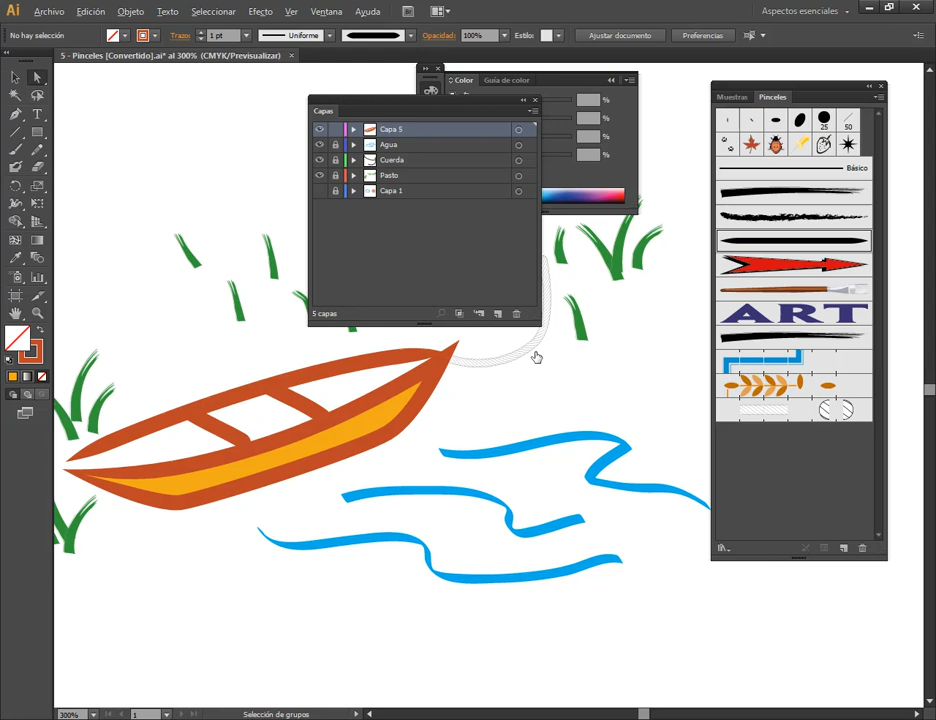 Ai Archivo Edición Objeto Texto Seleccionar Efecto Ver Ventana Ayuda Br Aspectos esenciales
No hay selección Trazo: 1 pt Uniforme Opacidad: 100% Estilo: Ajustar documento Preferencias
5 - Pinceles [Convertido].ai* al 300% (CMYK/Previsualizar)
Color Guía de color
% 
%
%
%
Capas
Capa 5
Agua
Cuerda
Pasto
Capa 1
5 capas
Muestras Pinceles
25 50
Básico
ART
300% 1 Selección de grupos